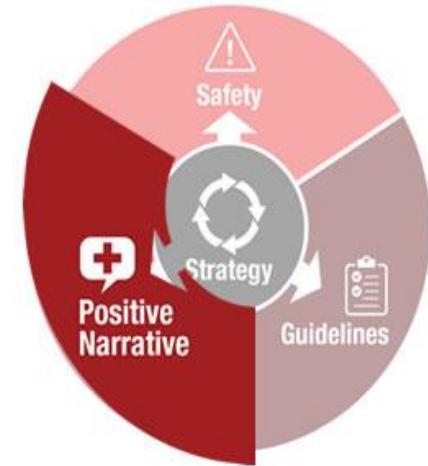 Safety
Strategy
Positive
Narrative
Guidelines